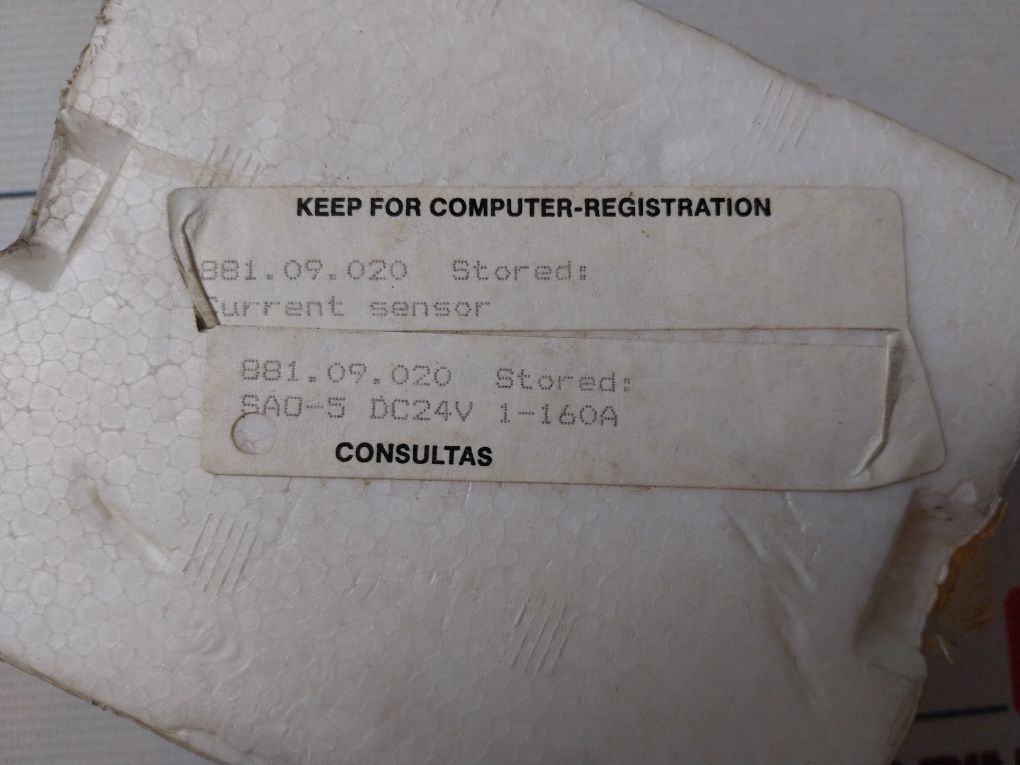 KEEP FOR COMPUTER-REGISTRATION
881.09.020 Stored:
Current sensor
881.09.020 Stored:
SAO-5 DC24V 1-160A
CONSULTAS